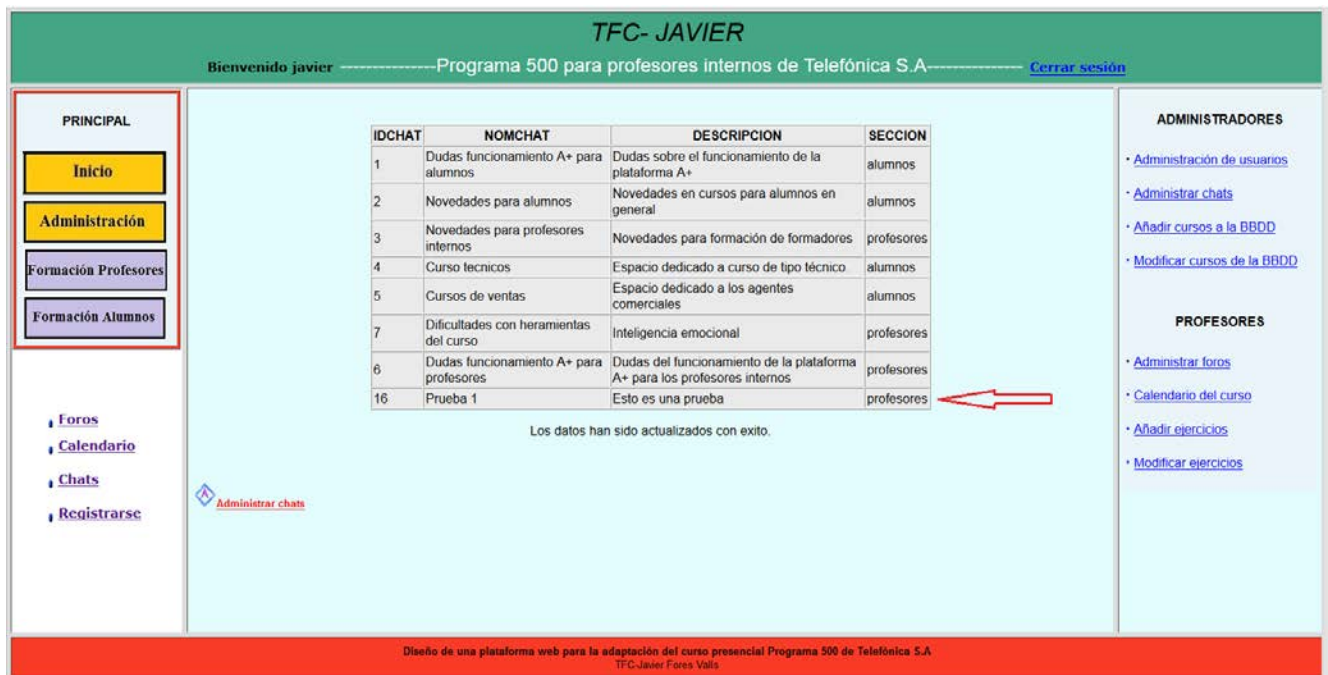 TFC- JAVIER
Bienvenido javier ---------------Programa 500 para profesores internos de Telefónica S.A--------------- Cerrar sesión
PRINCIPAL
Inicio
Administración
Formación Profesores
Formación Alumnos
Foros
Calendario
Chats
Registrarse
IDCHAT NOMCHAT DESCRIPCION SECCION
1 Dudas funcionamiento A+ para alumnos Dudas sobre el funcionamiento de la plataforma A+ alumnos
2 Novedades para alumnos Novedades en cursos para alumnos en general alumnos
3 Novedades para profesores internos Novedades para formación de formadores profesores
4 Curso tecnicos Espacio dedicado a curso de tipo técnico alumnos
5 Cursos de ventas Espacio dedicado a los agentes comerciales alumnos
7 Dificultades con heramientas del curso Inteligencia emocional profesores
6 Dudas funcionamiento A+ para profesores Dudas del funcionamiento de la plataforma A+ para los profesores internos profesores
16 Prueba 1 Esto es una prueba profesores
Los datos han sido actualizados con exito.
Administrar chats
ADMINISTRADORES
· Administración de usuarios
· Administrar chats
· Añadir cursos a la BBDD
· Modificar cursos de la BBDD
PROFESORES
· Administrar foros
· Calendario del curso
· Añadir ejercicios
· Modificar ejercicios
Diseño de una plataforma web para la adaptación del curso presencial Programa 500 de Telefónica S.A
TFC-Javier Fores Valls